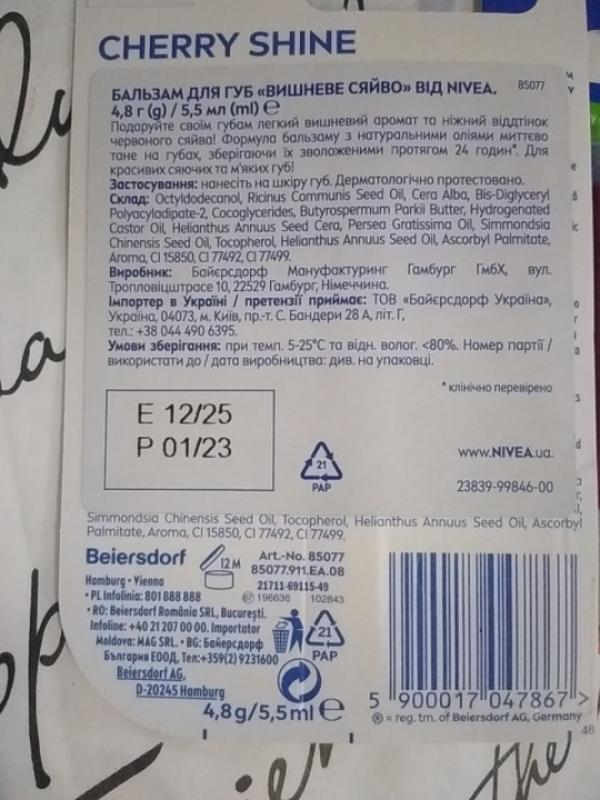 CHERRY SHINE
БАЛЬЗАМ ДЛЯ ГУБ «ВИШНЕВЕ СЯЙВО» ВІД NIVEA. 85077
4,8 г (g) / 5,5 мл (ml) ℮
Подаруйте своїм губам легкий вишневий аромат та ніжний віддтінок
червоного сяйва! Формула бальзаму з натуральними оліями миттєво
тане на губах, зберігаючи їх зволоженими протягом 24 годин*. Для
красивих сяючих та м'яких губ!
Застосування: нанесіть на шкіру губ. Дерматологічно протестовано.
Склад: Octyldodecanol, Ricinus Communis Seed Oil, Cera Alba, Bis-Diglyceryl
Polyacyladipate-2, Cocoglycerides, Butyrospermum Parkii Butter, Hydrogenated
Castor Oil, Helianthus Annuus Seed Cera, Persea Gratissima Oil, Simmondsia
Chinensis Seed Oil, Tocopherol, Helianthus Annuus Seed Oil, Ascorbyl Palmitate,
Aroma, CI 15850, CI 77492, CI 77499.
Виробник: Байєрсдорф Мануфактуринг Гамбург ГмбХ, вул.
Тропловіцштрасе 10, 22529 Гамбург, Німеччина.
Імпортер в Україні / претензії приймає: ТОВ «Байєрсдорф Україна»,
Україна, 04073, м. Київ, пр.-т. С. Бандери 28 А, літ. Г,
тел.: +38 044 490 6395.
Умови зберігання: при темп. 5-25°C та відн. волог. <80%. Номер партії /
використати до / дата виробництва: див. на упаковці.
* клінічно перевірено
E 12/25
P 01/23
21
PAP
www.NIVEA.ua.
23839-99846-00
Simmondsia Chinensis Seed Oil, Tocopherol, Helianthus Annuus Seed Oil, Ascorbyl
Palmitate, Aroma, CI 15850, CI 77492, CI 77499.
Beiersdorf
12M
Art.-No. 85077
85077.911.EA.08
Hamburg • Vienna
21711-69115-49
• PL Infolinia: 801 888 888
196636 102843
• RO: Beiersdorf România SRL, București.
Infoline: +40 21 207 00 00. Importator
Moldova: MAG SRL. • BG: Байерсдорф
България ЕООД, Тел:+359(2) 9231600
Beiersdorf AG,
D-20245 Hamburg
21
PAP
4,8g/5,5ml ℮
5 900017 047867 >
® = reg. tm. of Beiersdorf AG, Germany
46
the